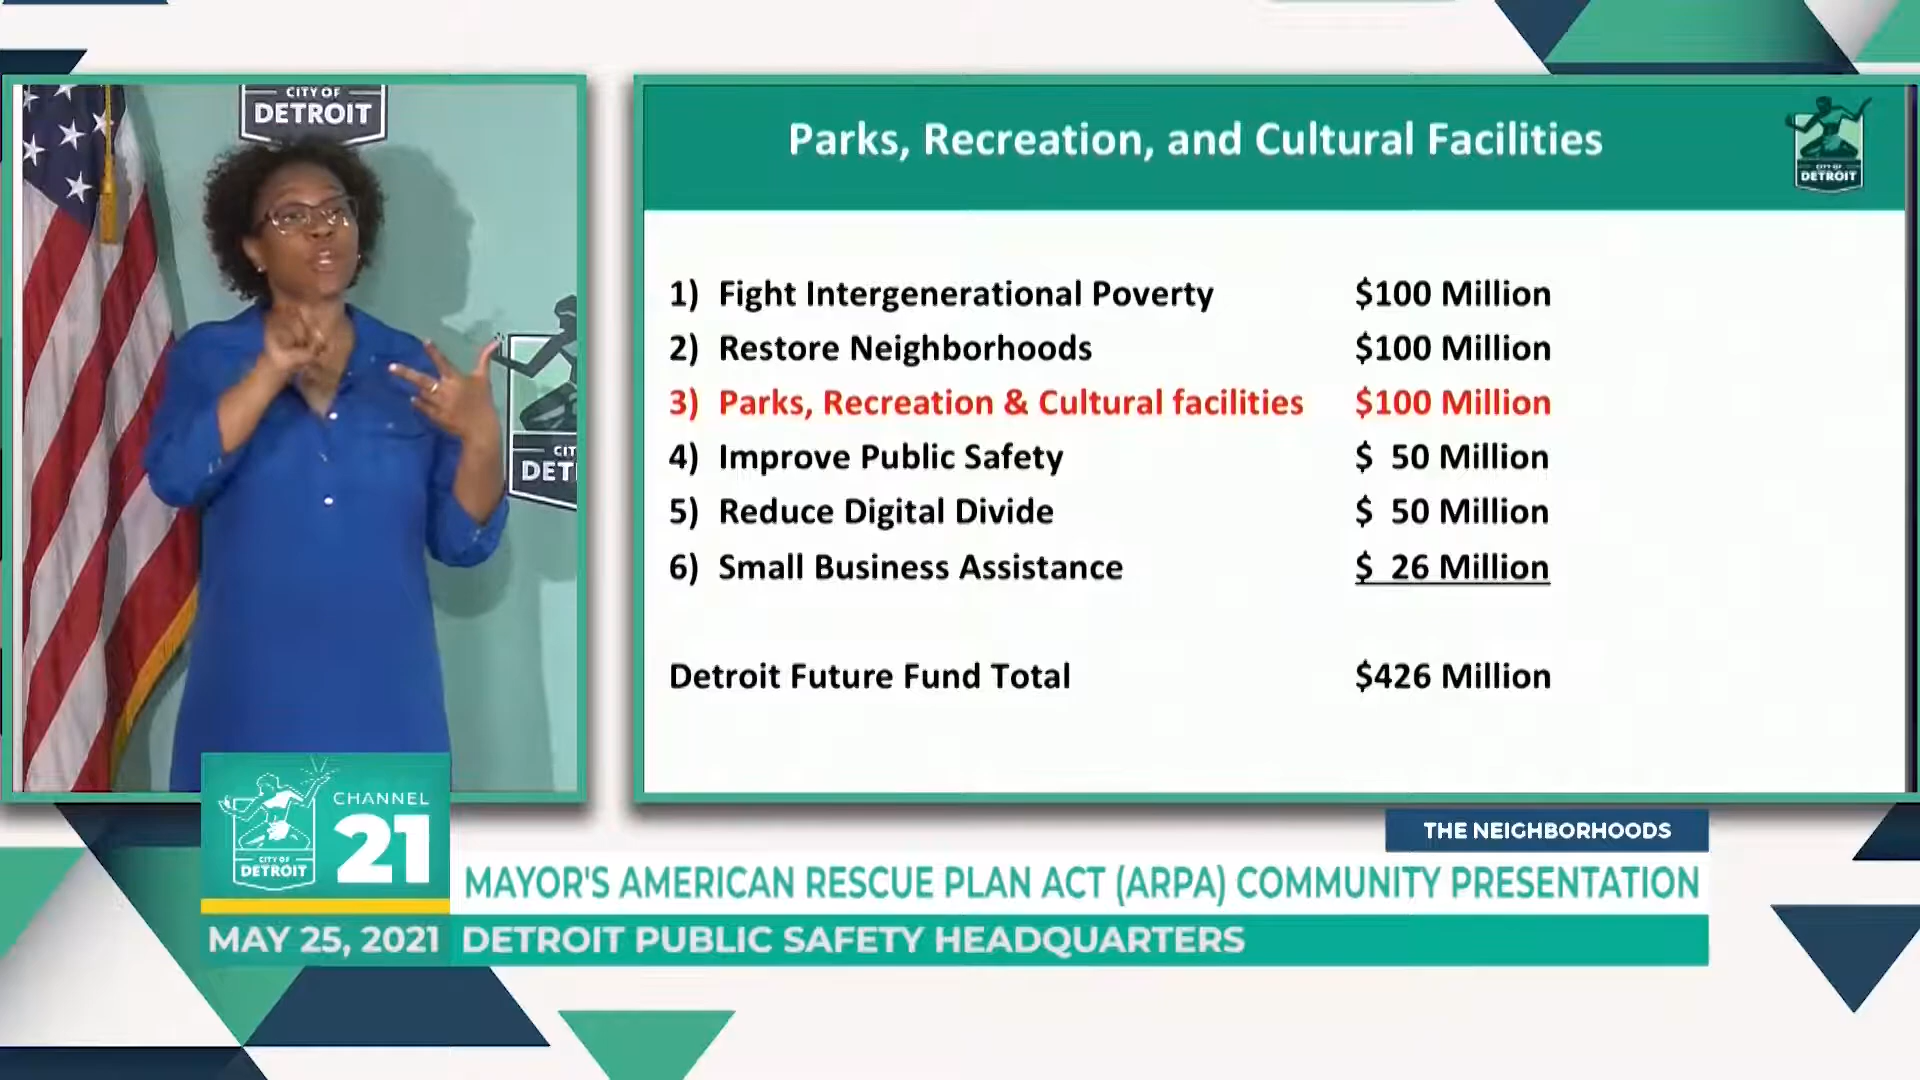 CITY OF
DETROIT
CIT
DET
Parks, Recreation, and Cultural Facilities
CITY OF
DETROIT
1) Fight Intergenerational Poverty $100 Million
2) Restore Neighborhoods $100 Million
3) Parks, Recreation & Cultural facilities $100 Million
4) Improve Public Safety $ 50 Million
5) Reduce Digital Divide $ 50 Million
6) Small Business Assistance $ 26 Million
Detroit Future Fund Total $426 Million
THE NEIGHBORHOODS
CITY OF
DETROIT
CHANNEL
21
MAYOR'S AMERICAN RESCUE PLAN ACT (ARPA) COMMUNITY PRESENTATION
MAY 25, 2021 DETROIT PUBLIC SAFETY HEADQUARTERS